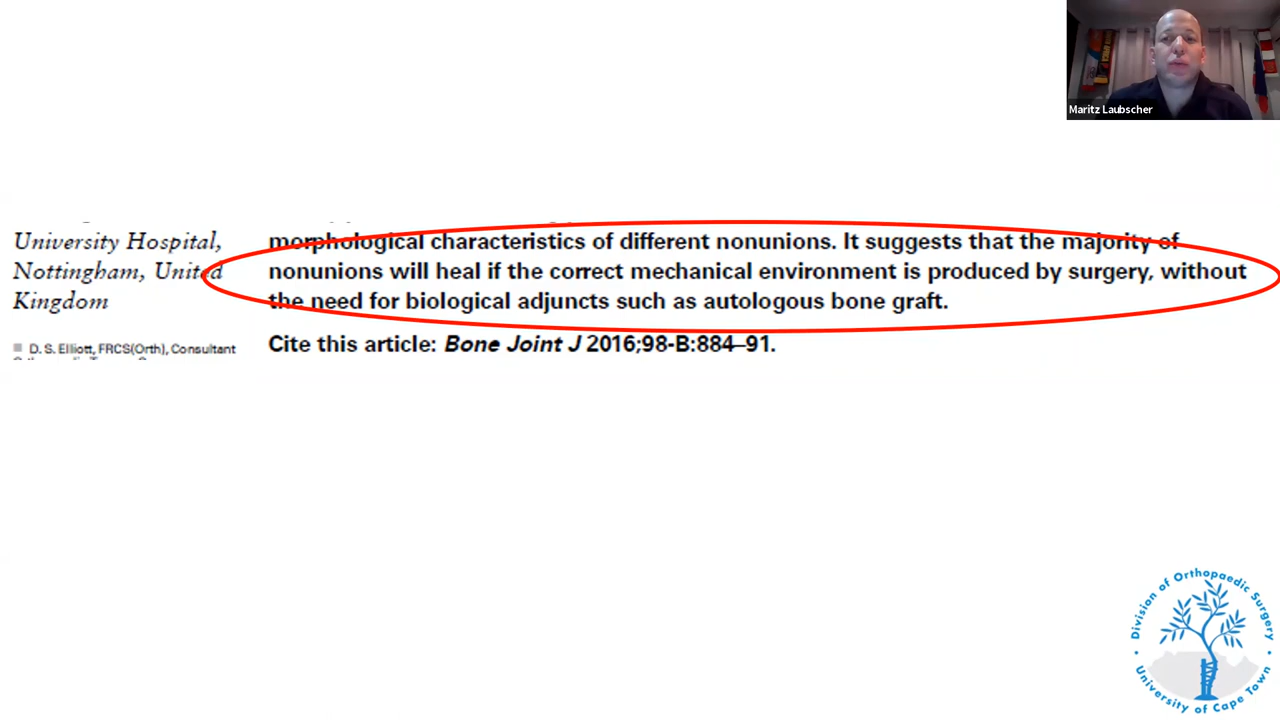 Maritz Laubscher
University Hospital,
Nottingham, United
Kingdom
D. S. Elliott, FRCS(Orth), Consultant
morphological characteristics of different nonunions. It suggests that the majority of
nonunions will heal if the correct mechanical environment is produced by surgery, without
the need for biological adjuncts such as autologous bone graft.
Cite this article: Bone Joint J 2016;98-B:884–91.
Division of Orthopaedic Surgery
University of Cape Town